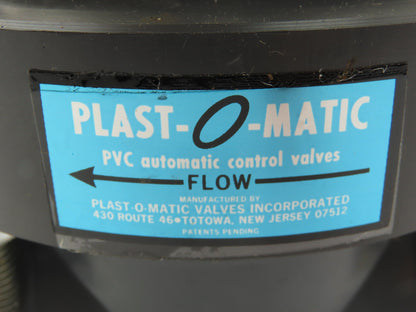 PLAST-O-MATIC
PVC automatic control valves
FLOW
MANUFACTURED BY
PLAST-O-MATIC VALVES INCORPORATED
430 ROUTE 46•TOTOWA, NEW JERSEY 07512
PATENTS PENDING